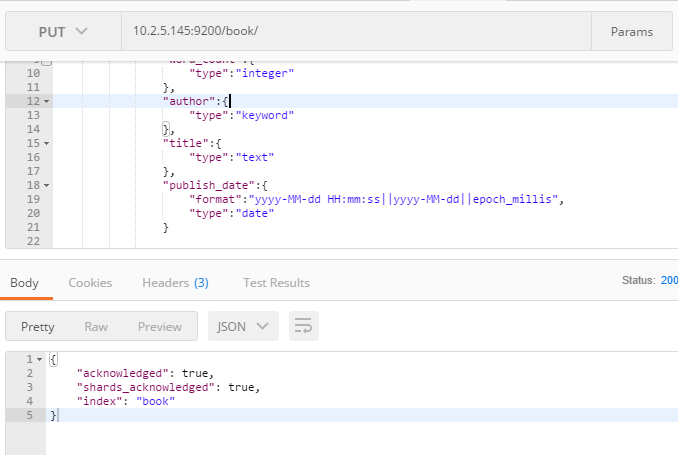 PUT 10.2.5.145:9200/book/ Params
9 "word_count":{
10 "type":"integer"
11 },
12 "author":{
13 "type":"keyword"
14 },
15 "title":{
16 "type":"text"
17 },
18 "publish_date":{
19 "format":"yyyy-MM-dd HH:mm:ss||yyyy-MM-dd||epoch_millis",
20 "type":"date"
21 }
22
Body Cookies Headers (3) Test Results Status: 200
Pretty Raw Preview JSON
1 {
2 "acknowledged": true,
3 "shards_acknowledged": true,
4 "index": "book"
5 }